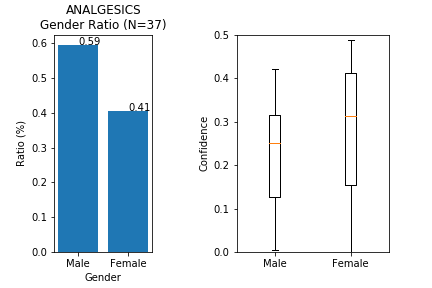 ANALGESICS
Gender Ratio (N=37)
0.6
0.5
0.4
0.3
0.2
0.1
0.0
Ratio (%)
0.59
0.41
Male Female
Gender
0.5
0.4
0.3
0.2
0.1
0.0
Confidence
Male Female